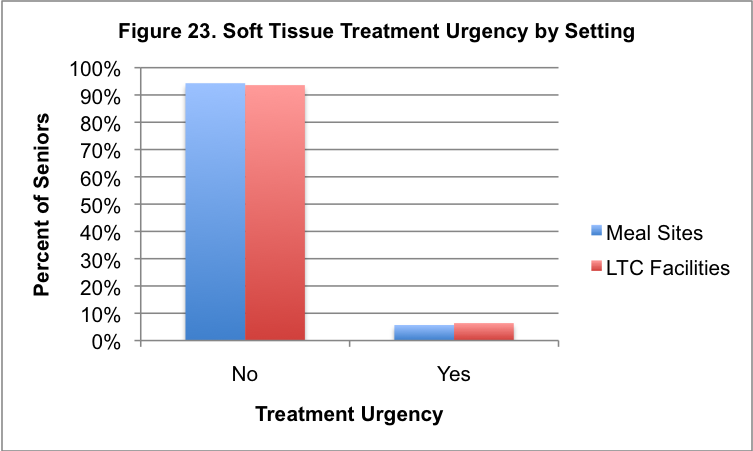 Figure 23. Soft Tissue Treatment Urgency by Setting
100%
90%
80%
70%
60%
50%
40%
30%
20%
10%
0%
Percent of Seniors
No
Yes
Treatment Urgency
Meal Sites
LTC Facilities